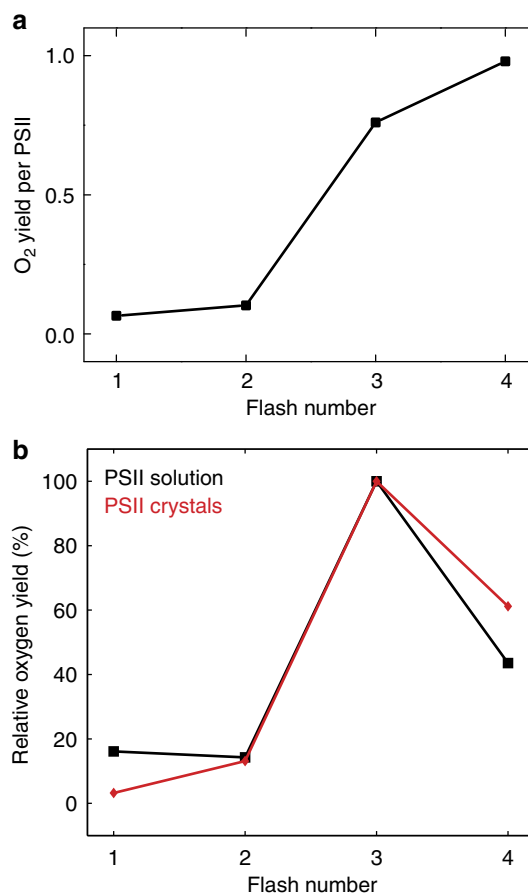 a
O₂ yield per PSII
1.0
0.5
0.0
1 2 3 4
Flash number
b
PSII solution
PSII crystals
Relative oxygen yield (%)
100
80
60
40
20
0
1 2 3 4
Flash number